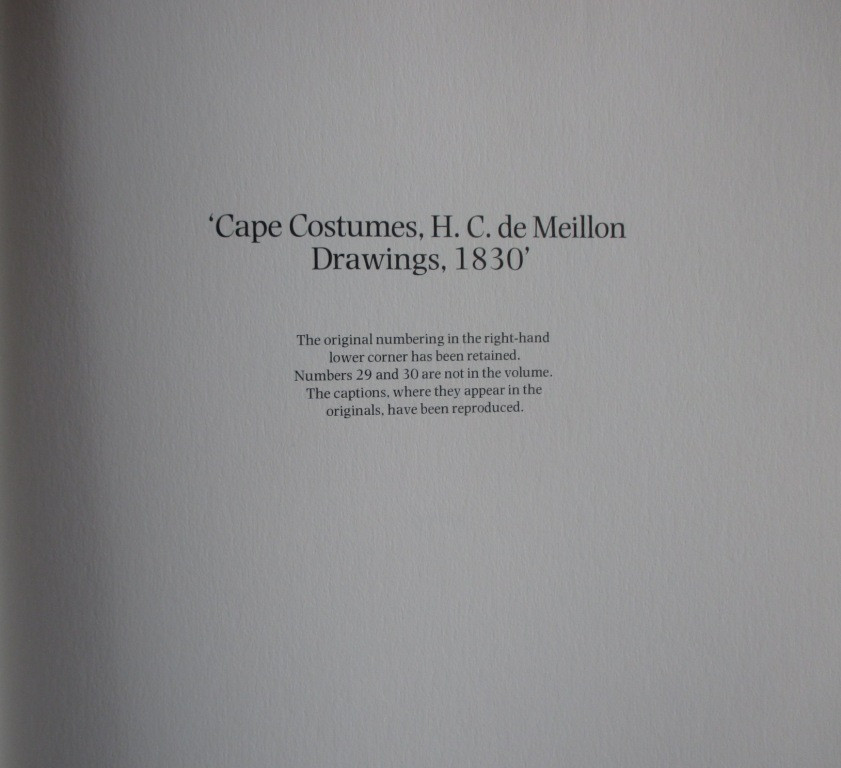 ‘Cape Costumes, H. C. de Meillon
Drawings, 1830’
The original numbering in the right-hand
lower corner has been retained.
Numbers 29 and 30 are not in the volume.
The captions, where they appear in the
originals, have been reproduced.